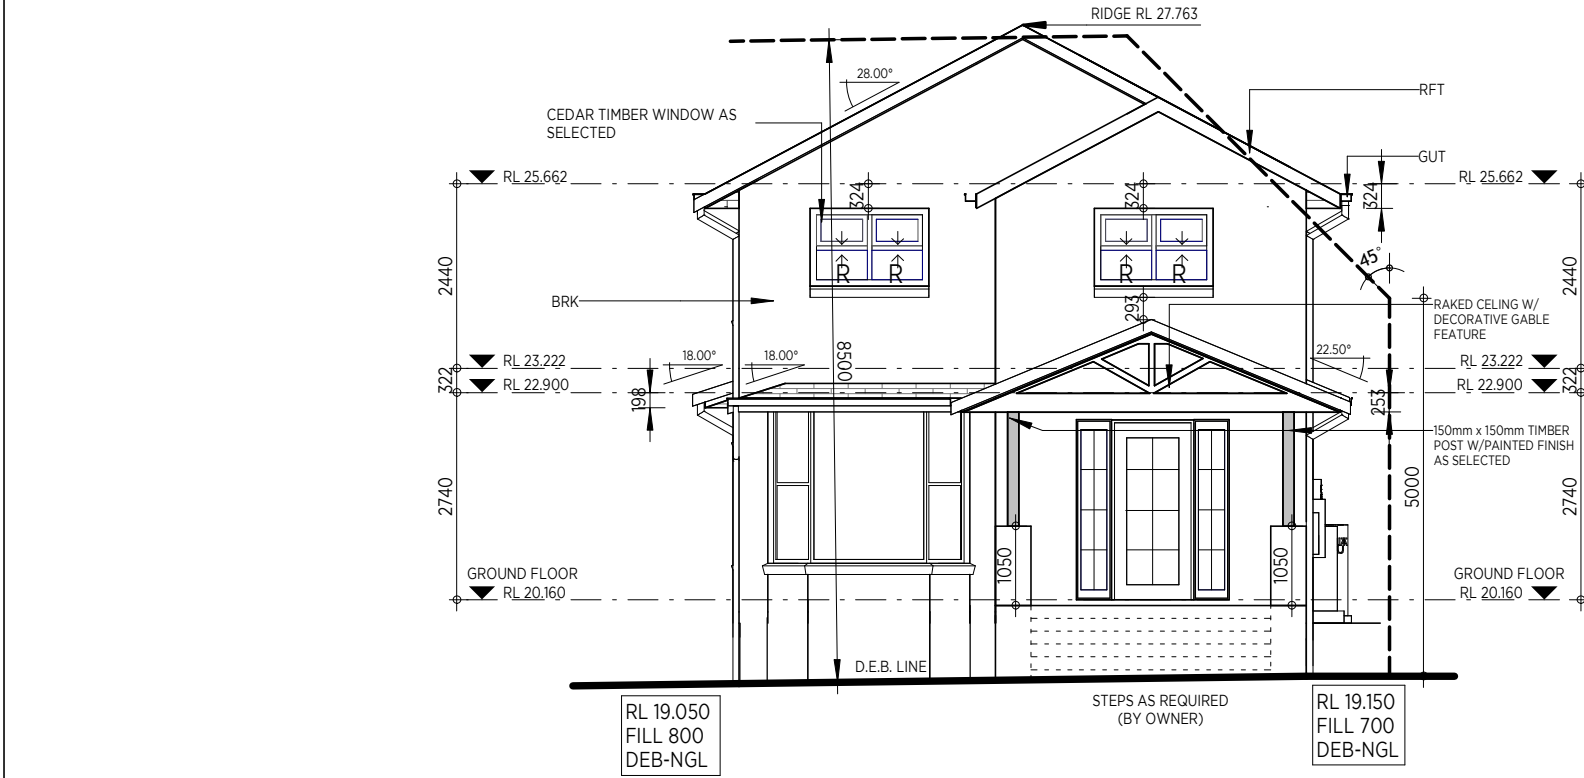 RIDGE RL 27.763
28.00°
RFT
CEDAR TIMBER WINDOW AS
SELECTED
GUT
RL 25.662
324
324
RL 25.662
324
45°
R R
R R
2440
BRK
293
2440
RAKED CELING W/
DECORATIVE GABLE
FEATURE
8500
18.00°
18.00°
22.50°
RL 23.222
RL 23.222
322
RL 22.900
198
253
RL 22.900
322
150mm x 150mm TIMBER
POST W/PAINTED FINISH
AS SELECTED
2740
5000
2740
1050
1050
GROUND FLOOR
RL 20.160
GROUND FLOOR
RL 20.160
D.E.B. LINE
STEPS AS REQUIRED
(BY OWNER)
RL 19.050
FILL 800
DEB-NGL
RL 19.150
FILL 700
DEB-NGL